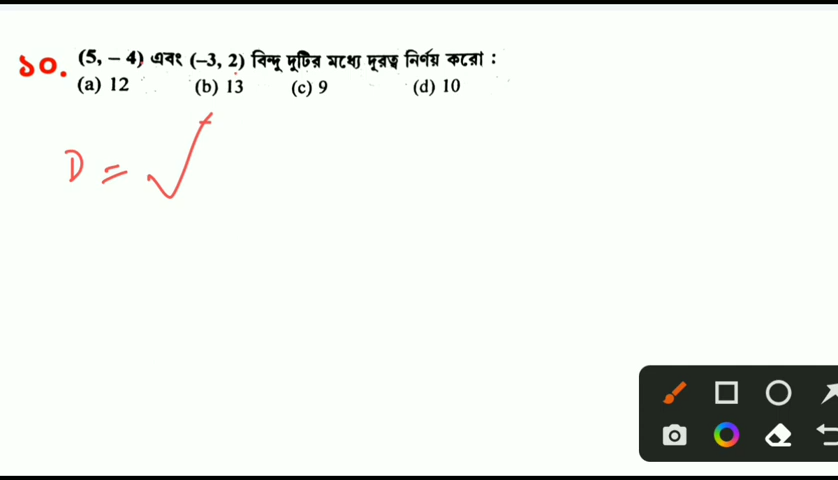 ১০. (5, – 4) এবং (–3, 2) বিন্দু দুটির মধ্যে দূরত্ব নির্ণয় করো :
(a) 12 (b) 13 (c) 9 (d) 10
D = √